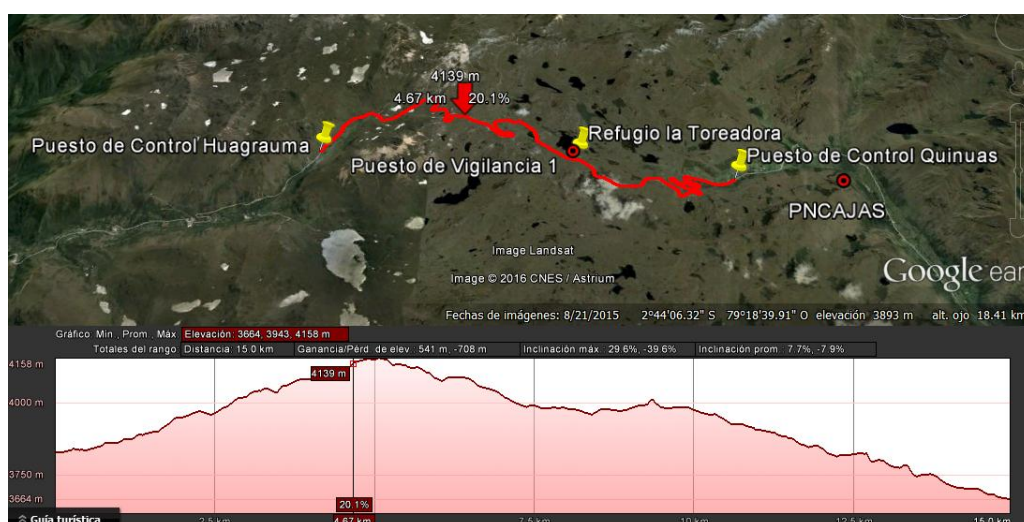 4139 m
4.67 km 20.1%
Puesto de Control Huagrauma
Refugio la Toreadora
Puesto de Vigilancia 1
Puesto de Control Quinuas
PNCAJAS
Image Landsat
Image © 2016 CNES / Astrium
Google ear
Fechas de imágenes: 8/21/2015 2°44'06.32" S 79°18'39.91" O elevación 3893 m alt. ojo 18.41 km
Gráfico: Mín., Prom., Máx. Elevación: 3664, 3943, 4158 m
Totales del rango: Distancia: 15.0 km Ganancia/Pérd. de elev.: 541 m, -708 m Inclinación máx.: 29.6%, -39.6% Inclinación prom.: 7.7%, -7.9%
4158 m
4139 m
4000 m
3750 m
3664 m
20.1%
Guía turística 2.5 km 4.67 km 7.5 km 10 km 12.5 km 15.0 km